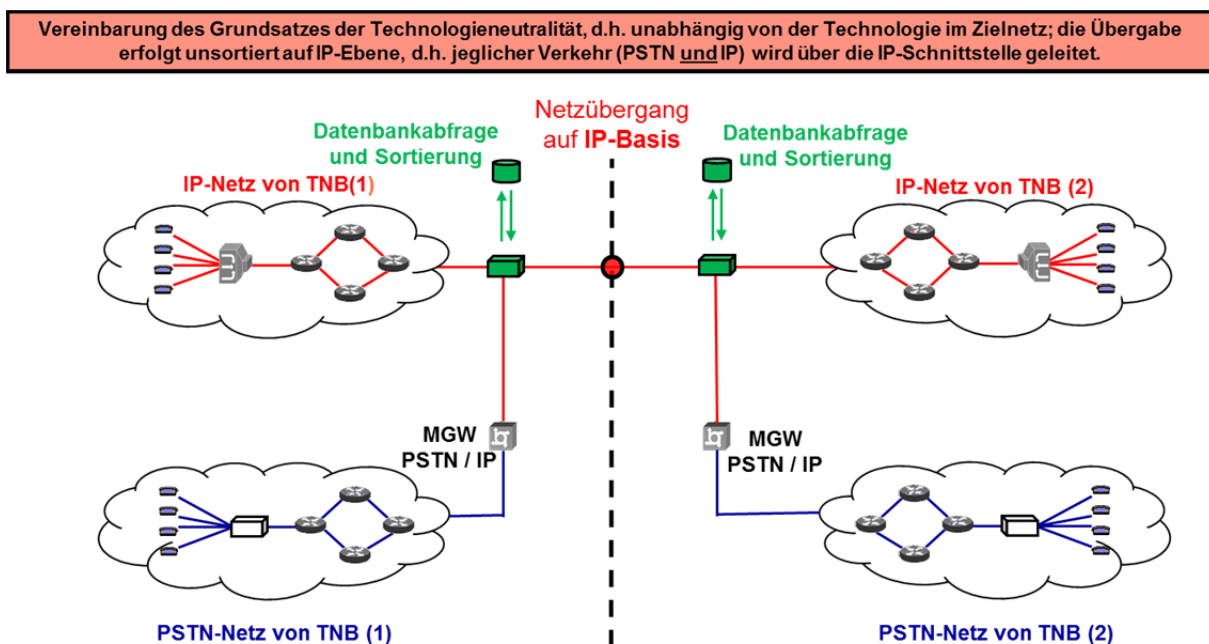 Vereinbarung des Grundsatzes der Technologieneutralität, d.h. unabhängig von der Technologie im Zielnetz; die Übergabe
erfolgt unsortiert auf IP-Ebene, d.h. jeglicher Verkehr (PSTN und IP) wird über die IP-Schnittstelle geleitet.
Netzübergang
auf IP-Basis
Datenbankabfrage
und Sortierung
Datenbankabfrage
und Sortierung
IP-Netz von TNB(1)
IP-Netz von TNB (2)
MGW
PSTN / IP
MGW
PSTN / IP
PSTN-Netz von TNB (1)
PSTN-Netz von TNB (2)